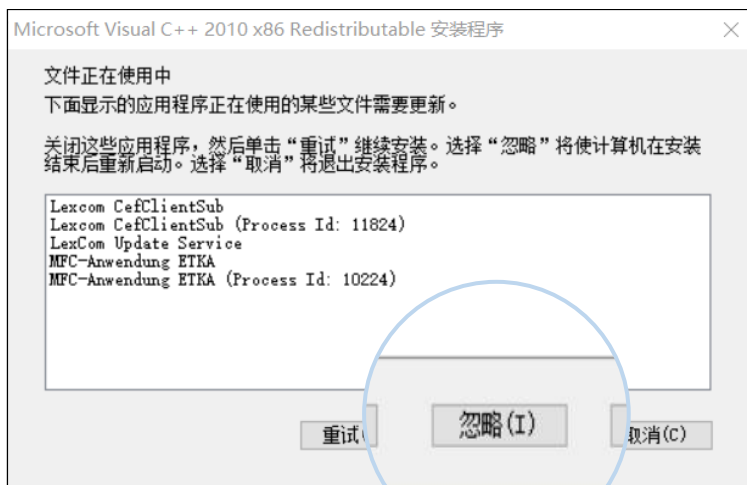 Microsoft Visual C++ 2010 x86 Redistributable 安装程序
文件正在使用中
下面显示的应用程序正在使用的某些文件需要更新。
关闭这些应用程序，然后单击“重试”继续安装。选择“忽略”将使计算机在安装
结束后重新启动。选择“取消”将退出安装程序。
Lexcom CefClientSub
Lexcom CefClientSub (Process Id: 11824)
LexCom Update Service
MFC-Anwendung ETKA
MFC-Anwendung ETKA (Process Id: 10224)
重试(
忽略(I)
取消(C)